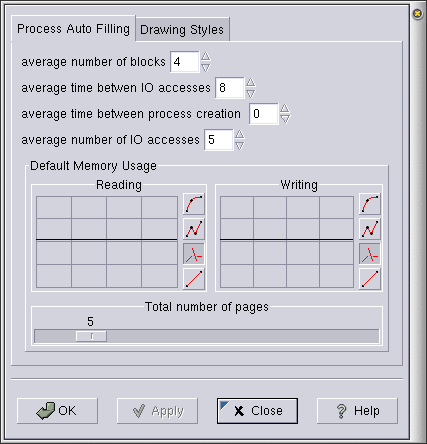 Process Auto Filling Drawing Styles
average number of blocks 4
average time betwen IO accesses 8
average time between process creation 0
average number of IO accesses 5
Default Memory Usage
Reading Writing
Total number of pages
5
OK Apply Close Help